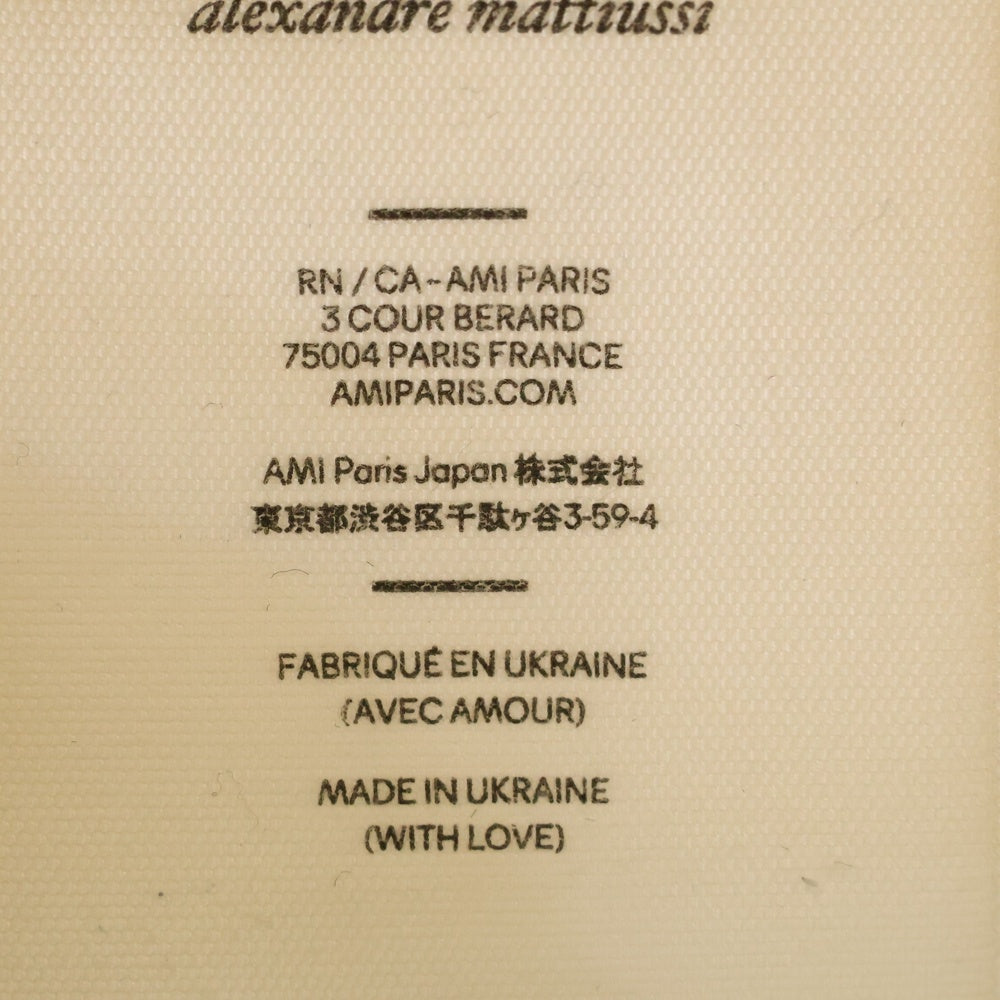 alexandre mattiussi
RN / CA - AMI PARIS
3 COUR BERARD
75004 PARIS FRANCE
AMIPARIS.COM
AMI Paris Japan 株式会社
東京都渋谷区千駄ヶ谷3-59-4
FABRIQUÉ EN UKRAINE
(AVEC AMOUR)
MADE IN UKRAINE
(WITH LOVE)